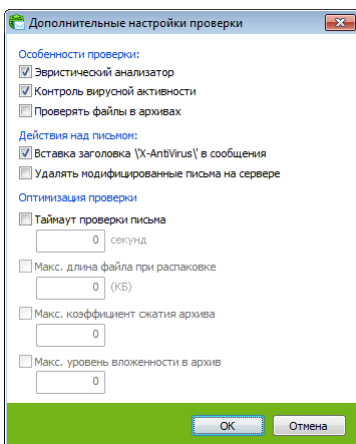 Дополнительные настройки проверки
Особенности проверки:
Эвристический анализатор
Контроль вирусной активности
Проверять файлы в архивах
Действия над письмом:
Вставка заголовка \'X-AntiVirus\' в сообщения
Удалять модифицированные письма на сервере
Оптимизация проверки
Таймаут проверки письма
0 секунд
Макс. длина файла при распаковке
0 (КБ)
Макс. коэффициент сжатия архива
0
Макс. уровень вложенности в архив
0
OK Отмена